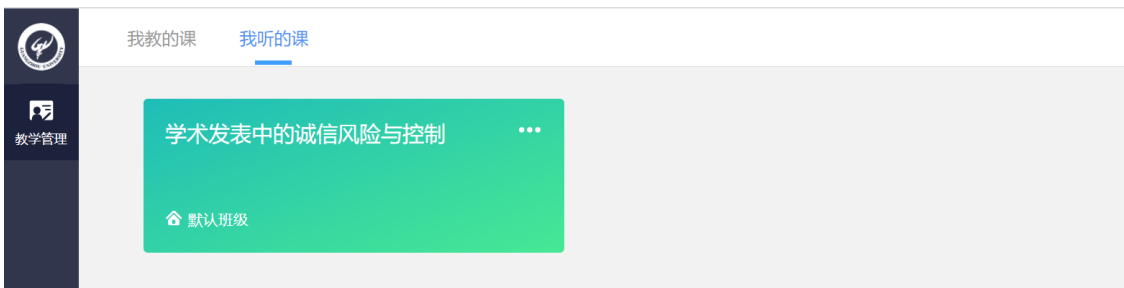 我教的课 我听的课
教学管理
学术发表中的诚信风险与控制
默认班级